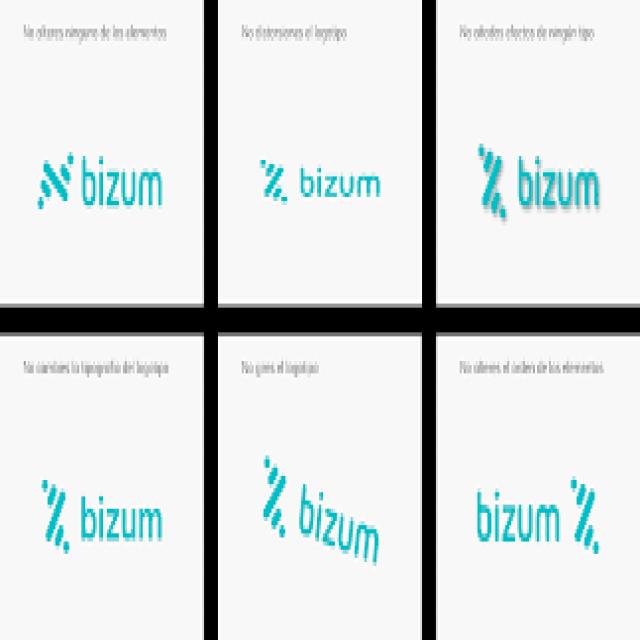 No alteres ninguno de los elementos
No distorsiones el logotipo
No añadas efectos de ningún tipo
bizum
bizum
bizum
No cambies la tipografía del logotipo
No gires el logotipo
No alteres el orden de los elementos
bizum
bizum
bizum